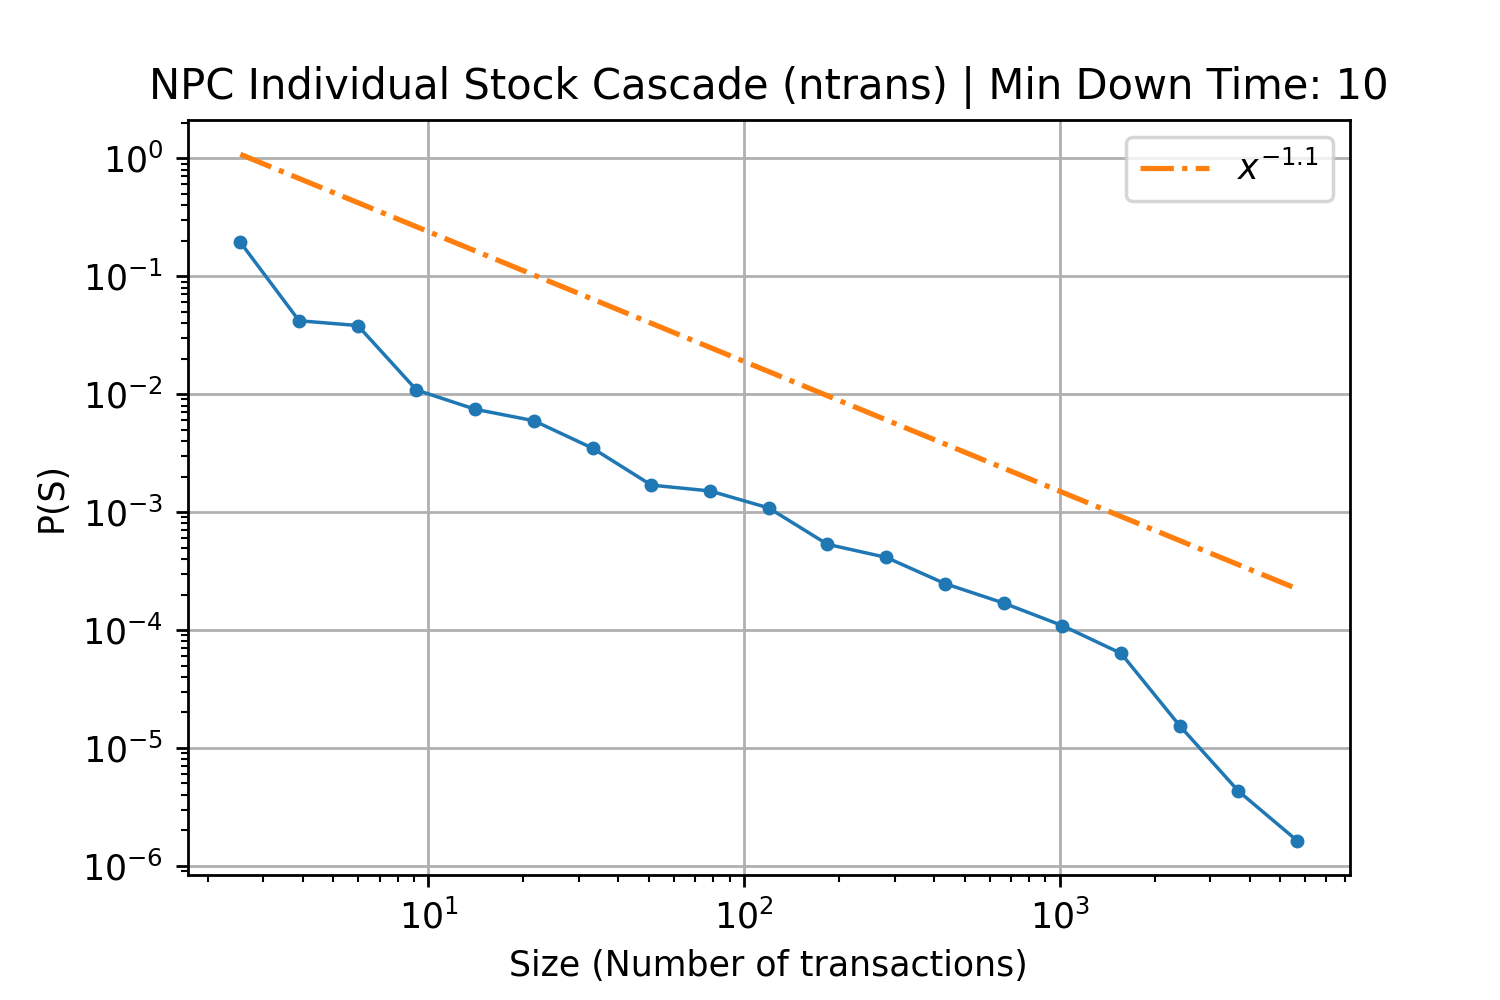 NPC Individual Stock Cascade (ntrans) | Min Down Time: 10
x^{-1.1}
10^0
10^{-1}
10^{-2}
10^{-3}
10^{-4}
10^{-5}
10^{-6}
P(S)
10^1
10^2
10^3
Size (Number of transactions)